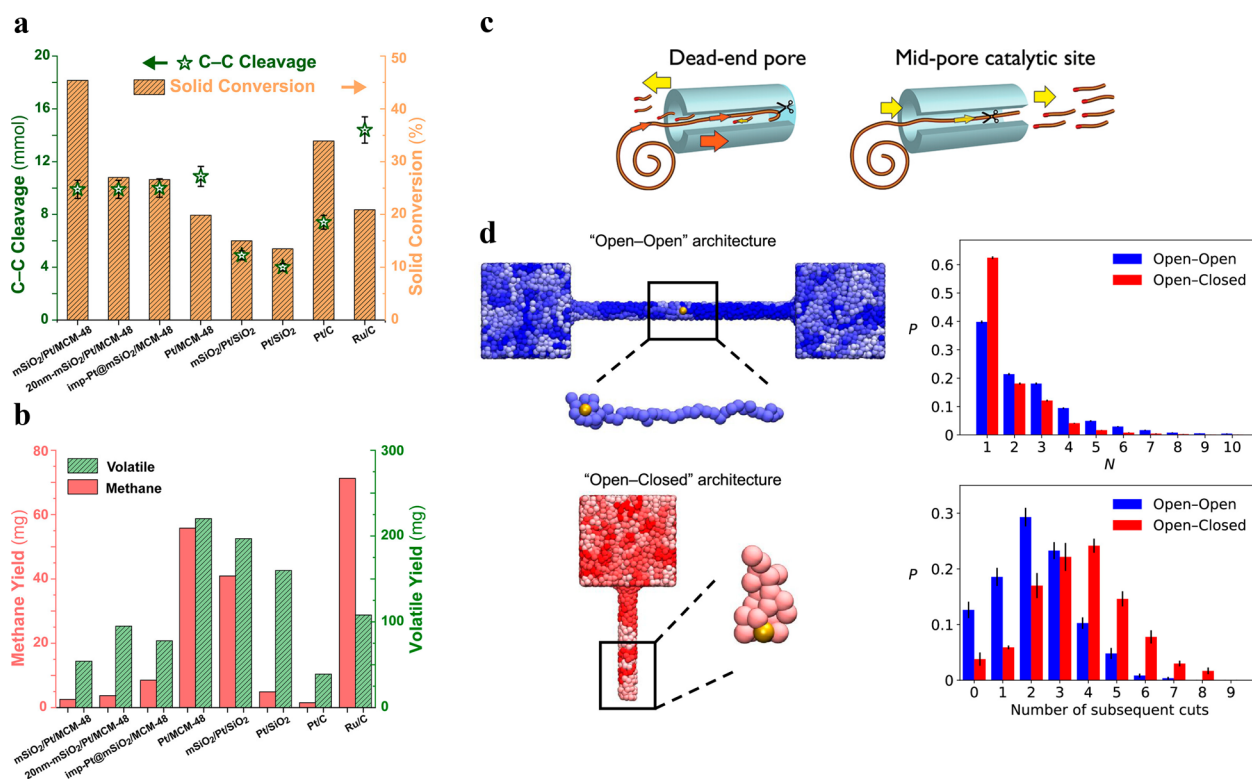 a
20
16
12
8
4
0
C–C Cleavage (mmol)
C–C Cleavage
Solid Conversion
50
40
30
20
10
0
Solid Conversion (%)
mSiO₂/Pt/MCM-48
20nm-mSiO₂/Pt/MCM-48
imp-Pt@mSiO₂/MCM-48
Pt/MCM-48
mSiO₂/Pt/SiO₂
Pt/SiO₂
Pt/C
Ru/C
b
80
60
40
20
0
Methane Yield (mg)
Volatile
Methane
300
200
100
0
Volatile Yield (mg)
mSiO₂/Pt/MCM-48
20nm-mSiO₂/Pt/MCM-48
imp-Pt@mSiO₂/MCM-48
Pt/MCM-48
mSiO₂/Pt/SiO₂
Pt/SiO₂
Pt/C
Ru/C
c
Dead-end pore
Mid-pore catalytic site
d
“Open–Open” architecture
“Open–Closed” architecture
0.6
0.5
0.4
0.3
0.2
0.1
0
P
Open–Open
Open–Closed
1 2 3 4 5 6 7 8 9 10
N
0.3
0.2
0.1
0
P
Open–Open
Open–Closed
0 1 2 3 4 5 6 7 8 9
Number of subsequent cuts